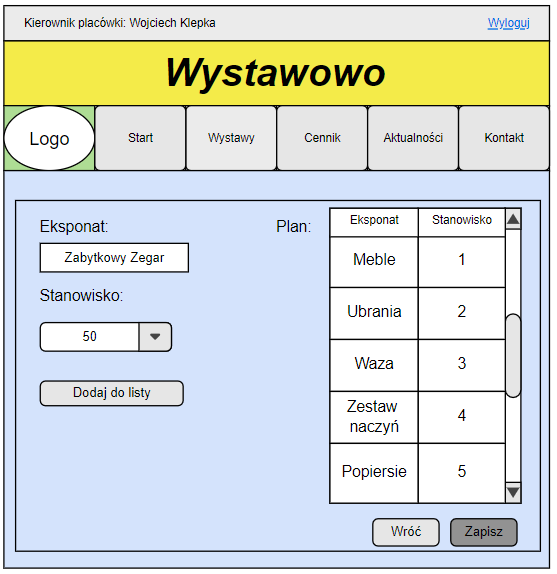 Kierownik placówki: Wojciech Klepka
Wyloguj
Wystawowo
Logo
Start
Wystawy
Cennik
Aktualności
Kontakt
Eksponat:
Zabytkowy Zegar
Stanowisko:
50
Dodaj do listy
Plan:
Eksponat Stanowisko
Meble 1
Ubrania 2
Waza 3
Zestaw
naczyń 4
Popiersie 5
Wróć
Zapisz